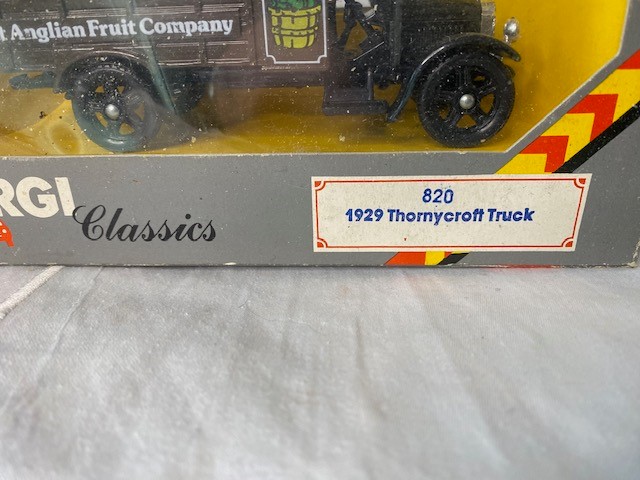 t Anglian Fruit Company
RGI
Classics
820
1929 Thornycroft Truck